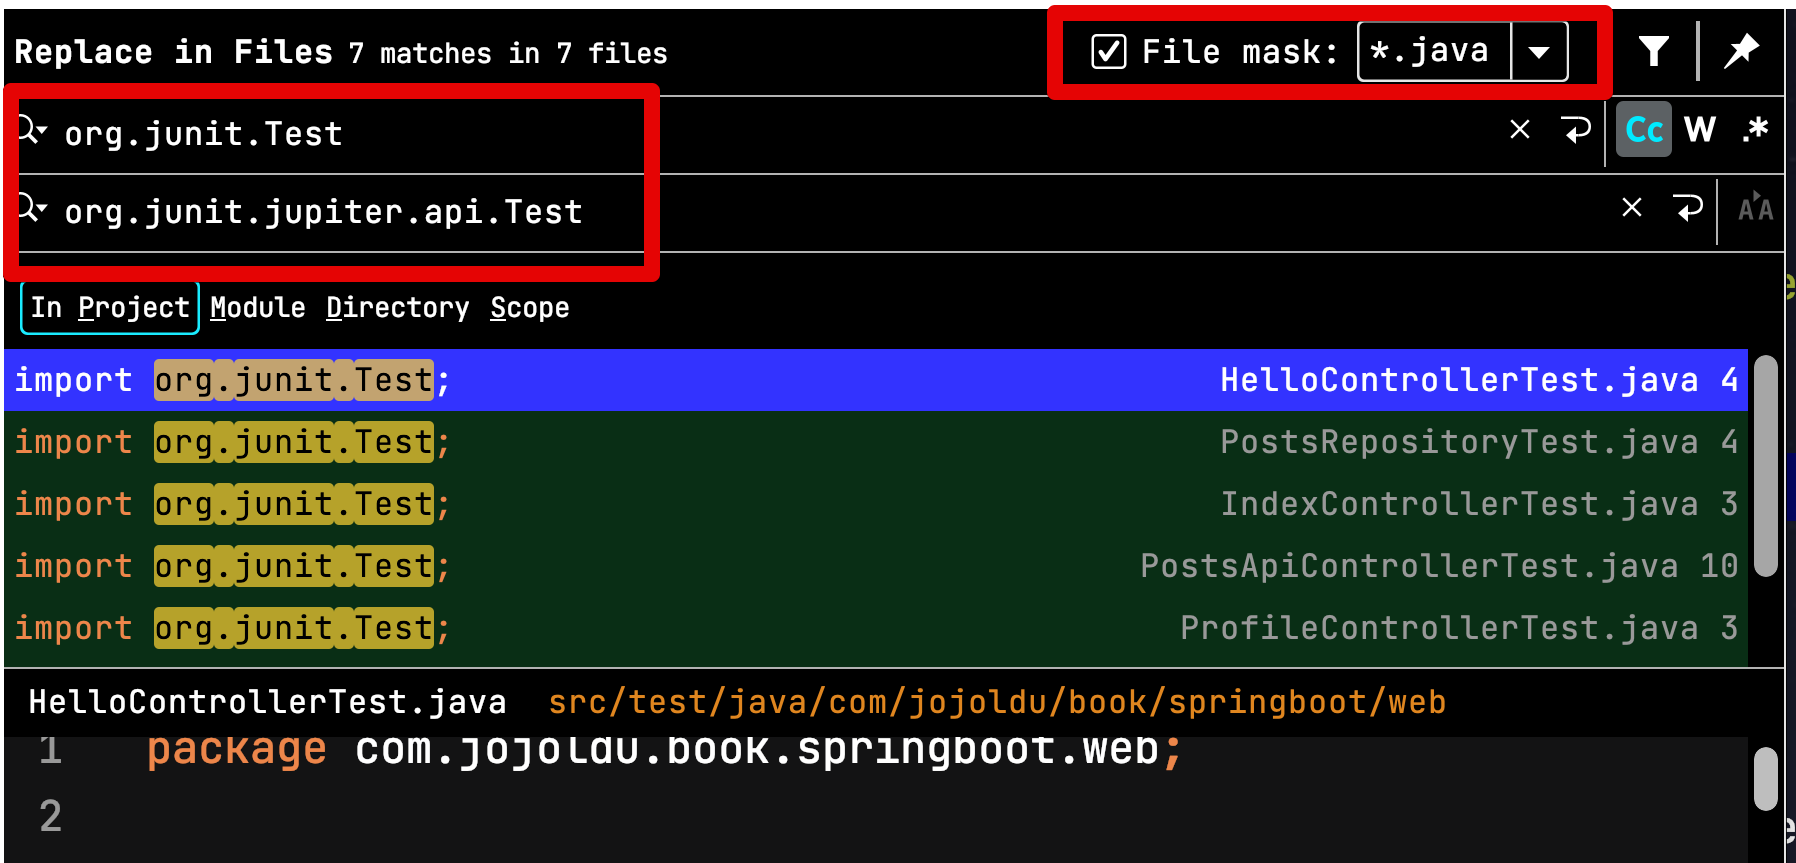 Replace in Files 7 matches in 7 files File mask: *.java
org.junit.Test Cc W .*
org.junit.jupiter.api.Test AA
In Project Module Directory Scope
import org.junit.Test; HelloControllerTest.java 4
import org.junit.Test; PostsRepositoryTest.java 4
import org.junit.Test; IndexControllerTest.java 3
import org.junit.Test; PostsApiControllerTest.java 10
import org.junit.Test; ProfileControllerTest.java 3
HelloControllerTest.java src/test/java/com/jojoldu/book/springboot/web
1 package com.jojoldu.book.springboot.web;
2